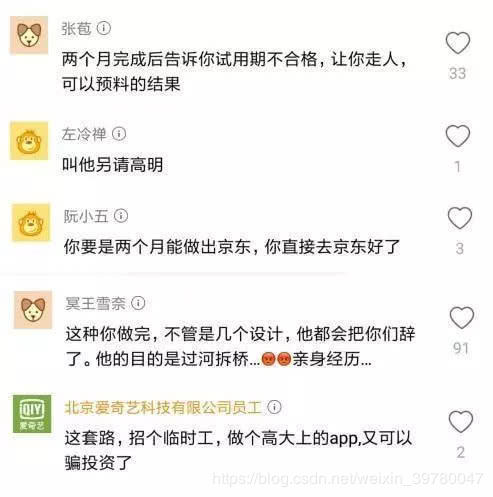 张苞
两个月完成后告诉你试用期不合格，让你走人，
可以预料的结果
33
左冷禅
叫他另请高明
1
阮小五
你要是两个月能做出京东，你直接去京东好了
3
冥王雪奈
这种你做完，不管是几个设计，他都会把你们辞
了。他的目的是过河拆桥...😡😡亲身经历...
91
QIY
爱奇艺
北京爱奇艺科技有限公司员工
这套路，招个临时工，做个高大上的app,又可以
骗投资了
2
https://blog.csdn.net/weixin_39780047